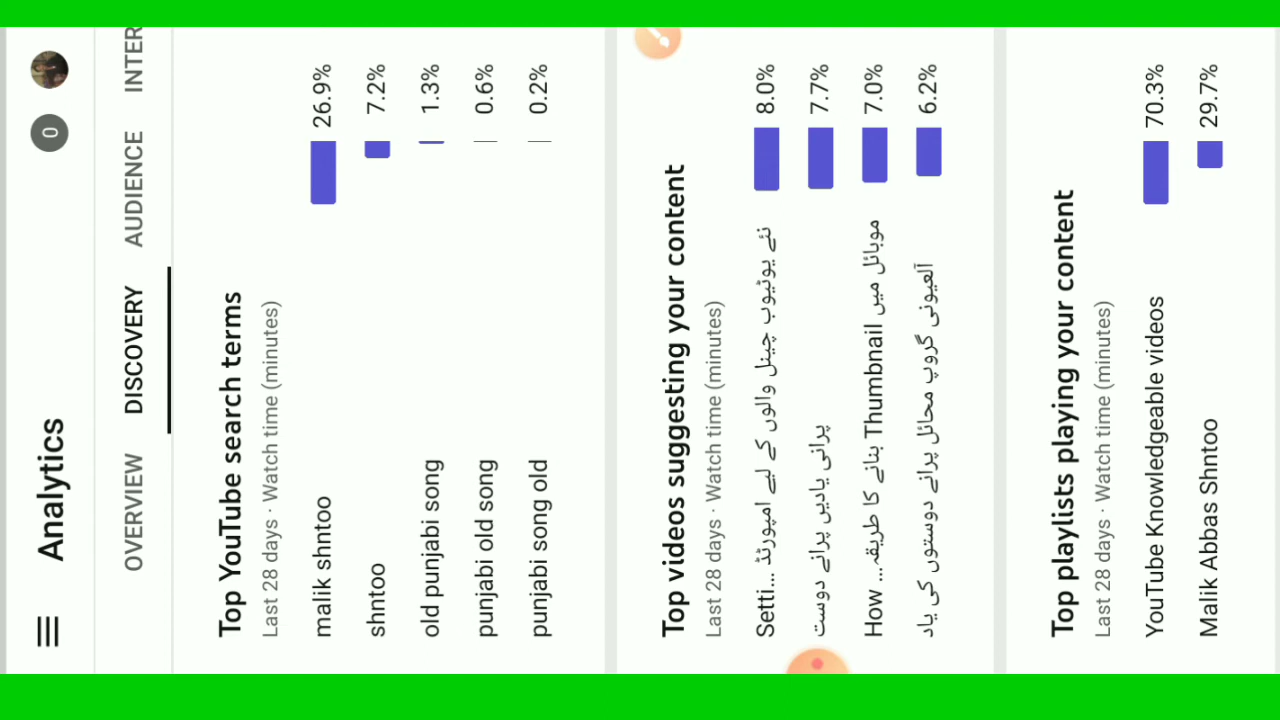 Analytics
0
OVERVIEW DISCOVERY AUDIENCE INTER
Top YouTube search terms
Last 28 days · Watch time (minutes)
malik shntoo 26.9%
shntoo 7.2%
old punjabi song 1.3%
punjabi old song 0.6%
punjabi song old 0.2%
Top videos suggesting your content
Last 28 days · Watch time (minutes)
نئے یوٹیوب چینل والوں کے لیے امپورٹنڈ ...Setti 8.0%
پرانی یادیں پرانے دوست 7.7%
موبائل میں Thumbnail بنانے کا طریقہ... How 7.0%
آلعیونی گروپ محائل پرانے دوستوں کی یاد 6.2%
Top playlists playing your content
Last 28 days · Watch time (minutes)
YouTube Knowledgeable videos 70.3%
Malik Abbas Shntoo 29.7%